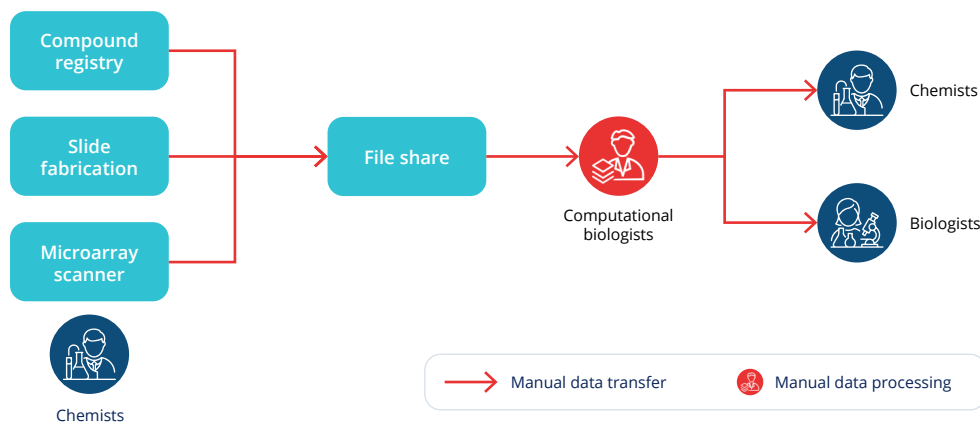 Compound
registry
Slide
fabrication
Microarray
scanner
Chemists
File share
Computational
biologists
Chemists
Biologists
Manual data transfer
Manual data processing